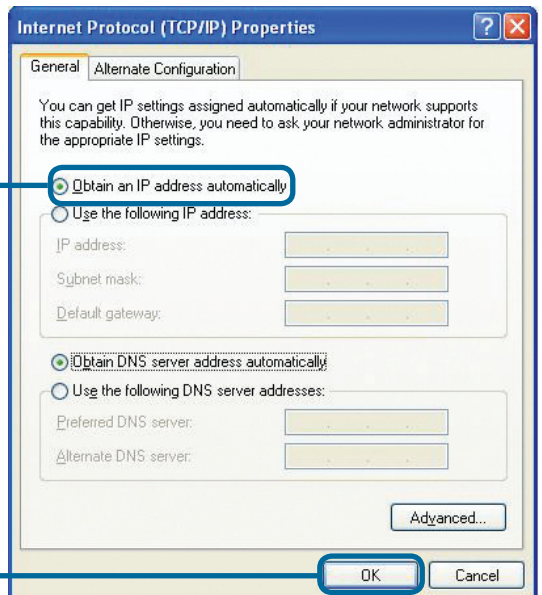 Internet Protocol (TCP/IP) Properties
General
Alternate Configuration
You can get IP settings assigned automatically if your network supports
this capability. Otherwise, you need to ask your network administrator for
the appropriate IP settings.
Obtain an IP address automatically
Use the following IP address:
IP address:
Subnet mask:
Default gateway:
Obtain DNS server address automatically
Use the following DNS server addresses:
Preferred DNS server:
Alternate DNS server:
Advanced...
OK
Cancel